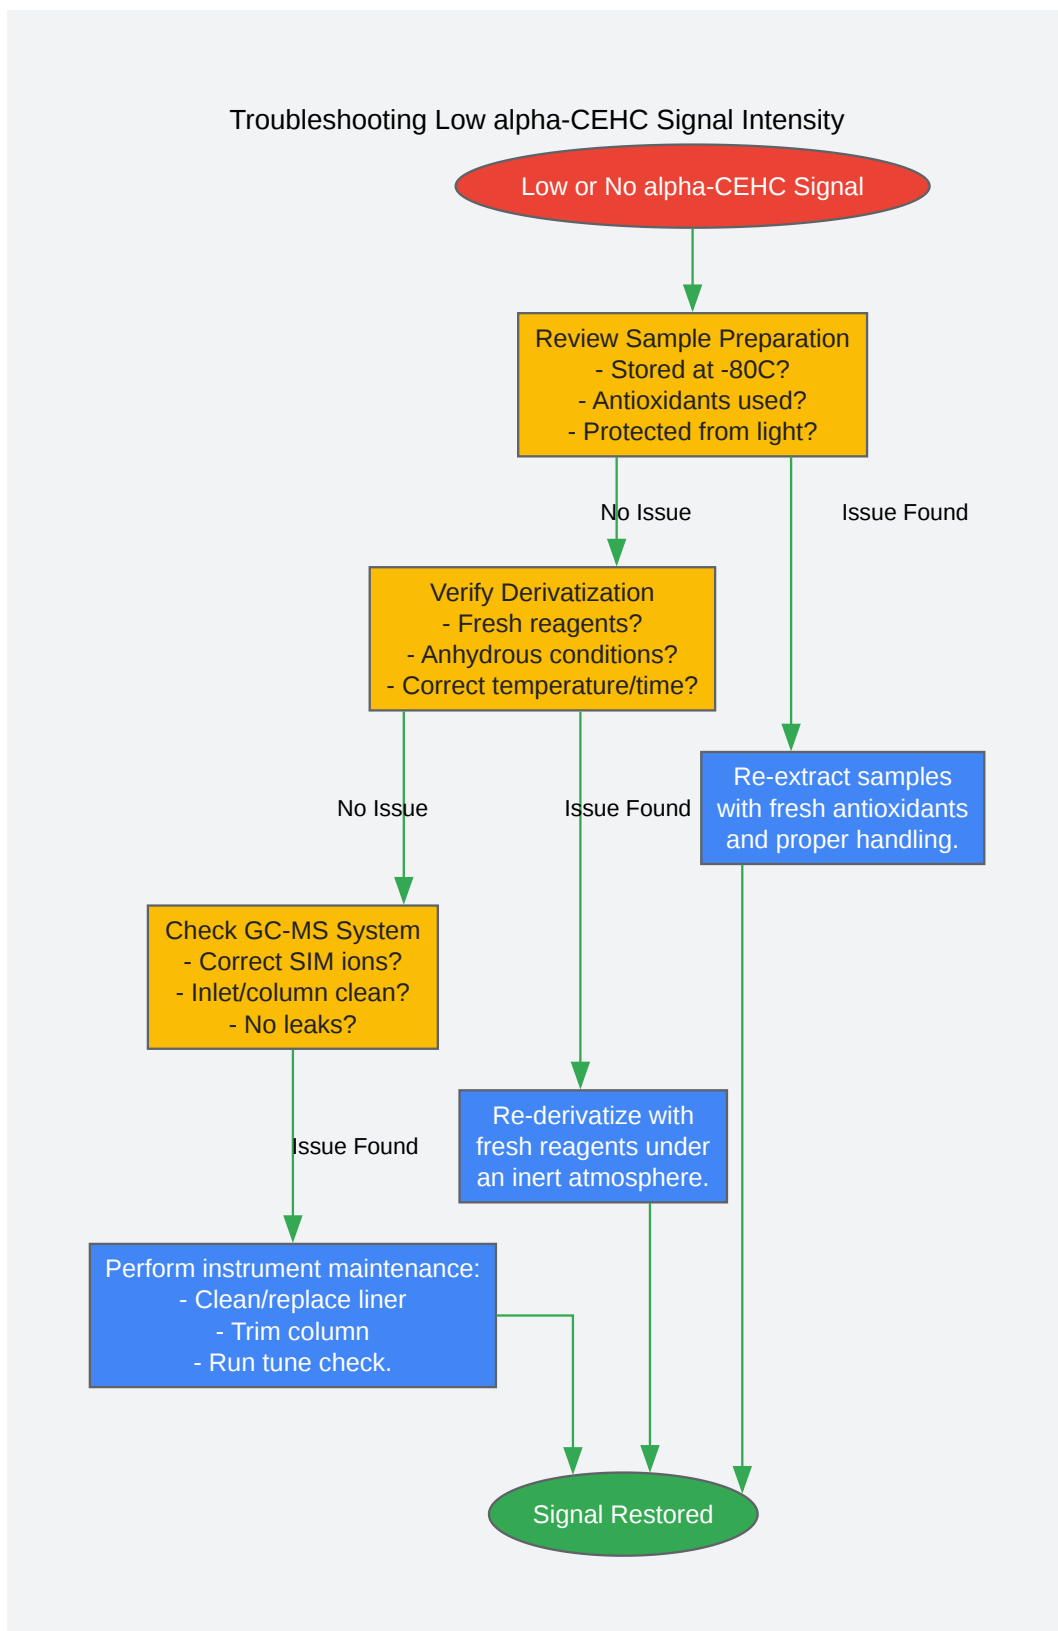 Troubleshooting Low alpha-CEHC Signal Intensity
Low or No alpha-CEHC Signal
Review Sample Preparation
- Stored at -80C?
- Antioxidants used?
- Protected from light?
No Issue
Issue Found
Verify Derivatization
- Fresh reagents?
- Anhydrous conditions?
- Correct temperature/time?
Re-extract samples
with fresh antioxidants
and proper handling.
No Issue
Issue Found
Check GC-MS System
- Correct SIM ions?
- Inlet/column clean?
- No leaks?
Re-derivatize with
fresh reagents under
an inert atmosphere.
Issue Found
Perform instrument maintenance:
- Clean/replace liner
- Trim column
- Run tune check.
Signal Restored